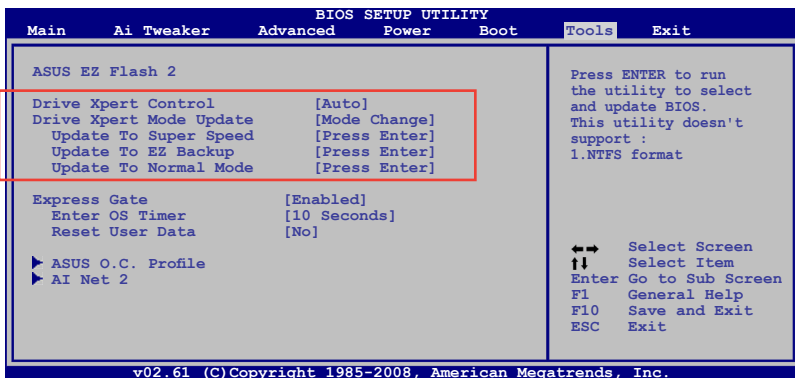 BIOS SETUP UTILITY
Main Ai Tweaker Advanced Power Boot Tools Exit
ASUS EZ Flash 2
Drive Xpert Control [Auto]
Drive Xpert Mode Update [Mode Change]
Update To Super Speed [Press Enter]
Update To EZ Backup [Press Enter]
Update To Normal Mode [Press Enter]
Express Gate [Enabled]
Enter OS Timer [10 Seconds]
Reset User Data [No]
ASUS O.C. Profile
AI Net 2
Press ENTER to run
the utility to select
and update BIOS.
This utility doesn't
support :
1.NTFS format
Select Screen
Select Item
Enter Go to Sub Screen
F1 General Help
F10 Save and Exit
ESC Exit
v02.61 (C)Copyright 1985-2008, American Megatrends, Inc.